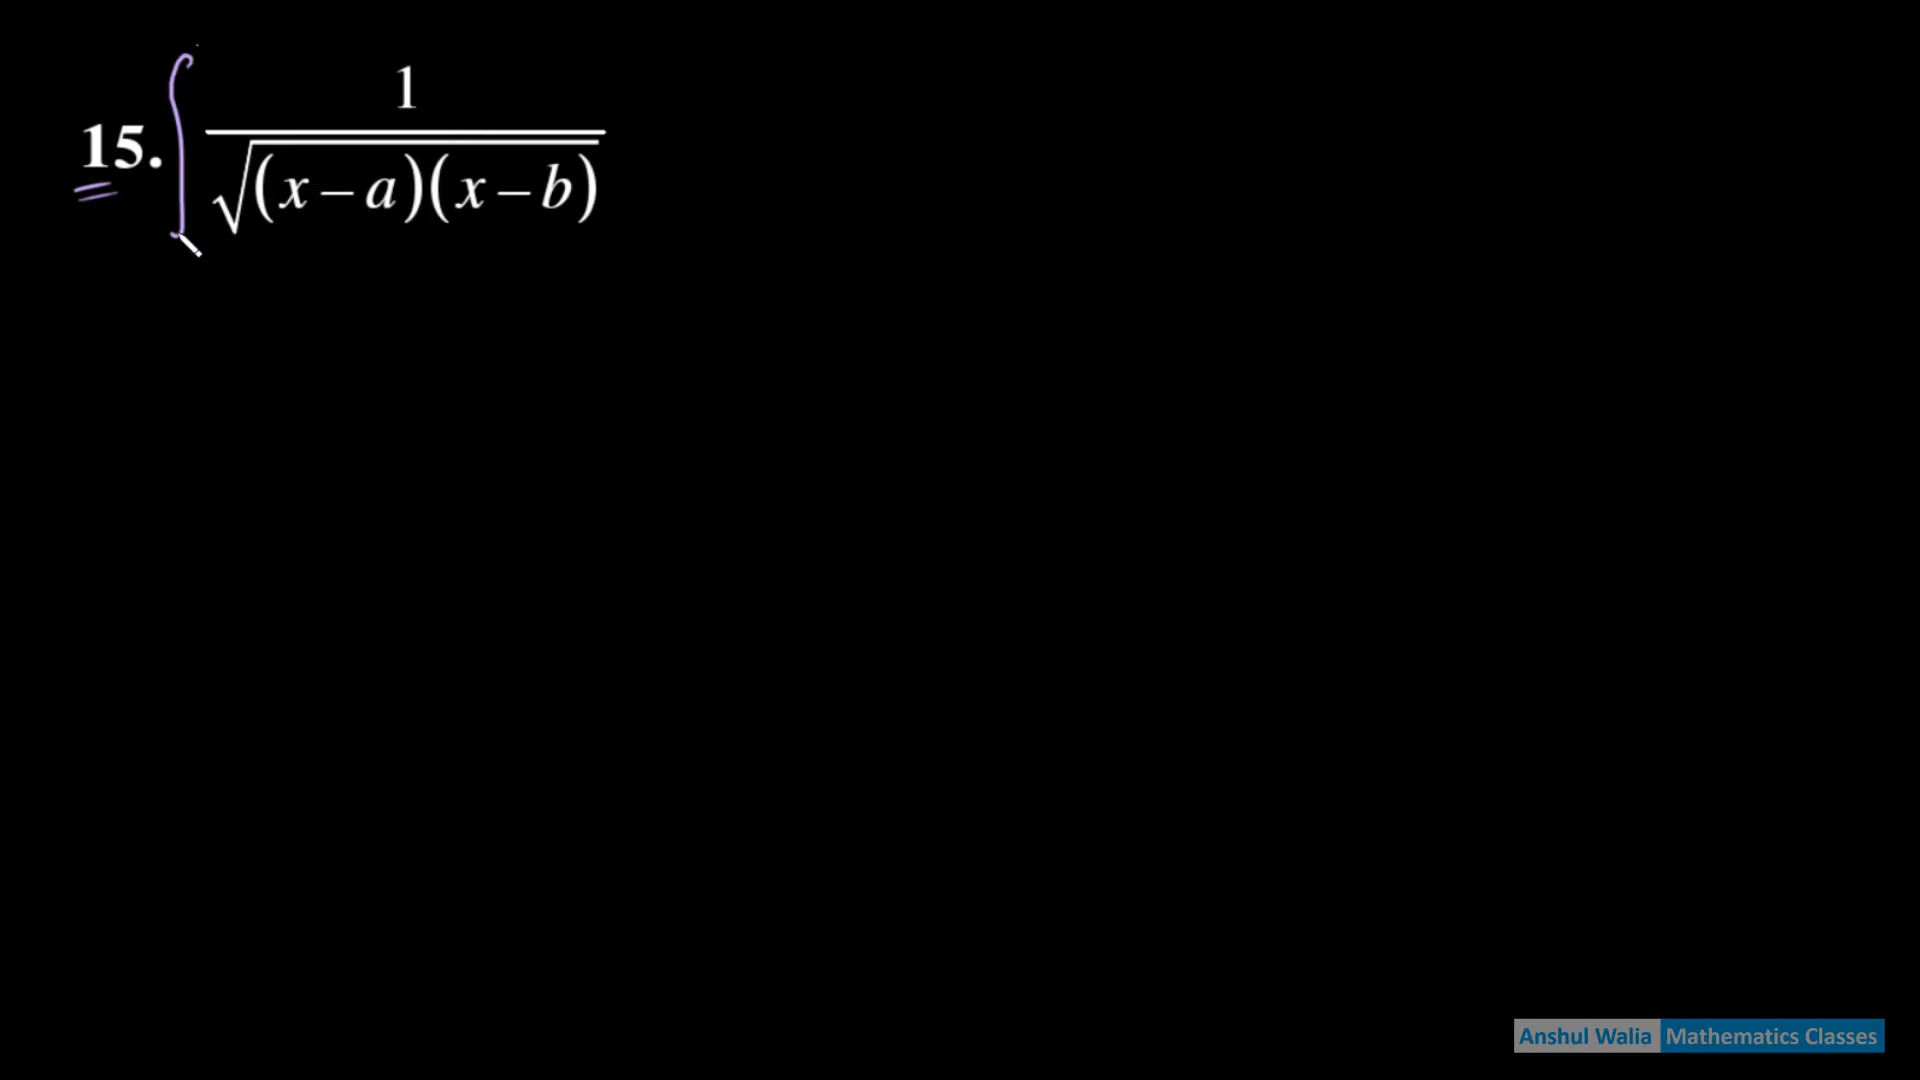 15. ∫ 1/√((x−a)(x−b))
Anshul Walia Mathematics Classes